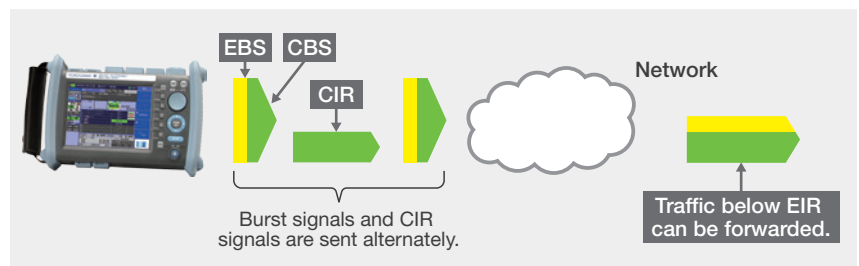 EBS
CBS
CIR
Network
Burst signals and CIR
signals are sent alternately.
Traffic below EIR
can be forwarded.